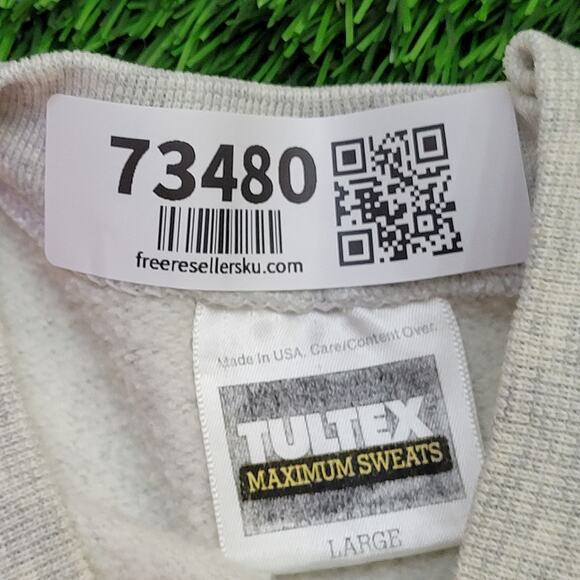 73480
freeresellersku.com
Made in USA. Care/Content Over.
TULTEX
MAXIMUM SWEATS
LARGE